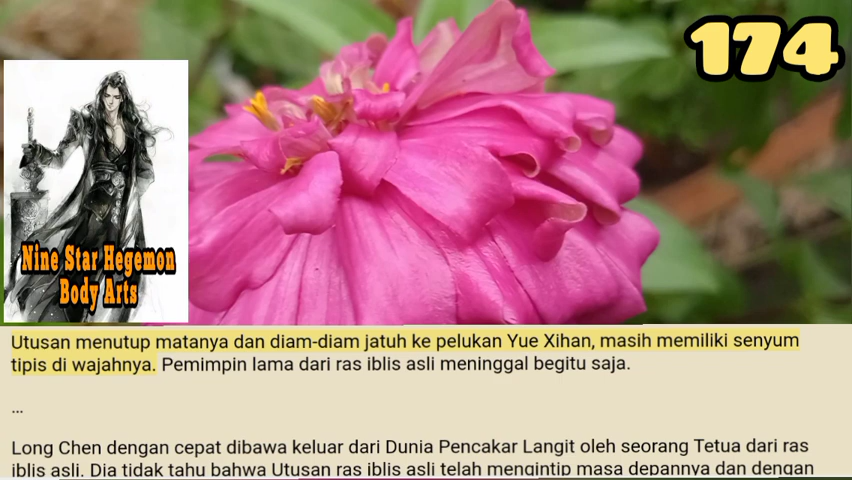 174
Nine Star Hegemon
Body Arts
Utusan menutup matanya dan diam-diam jatuh ke pelukan Yue Xihan, masih memiliki senyum
tipis di wajahnya. Pemimpin lama dari ras iblis asli meninggal begitu saja.
...
Long Chen dengan cepat dibawa keluar dari Dunia Pencakar Langit oleh seorang Tetua dari ras
iblis asli. Dia tidak tahu bahwa Utusan ras iblis asli telah mengintip masa depannya dan dengan